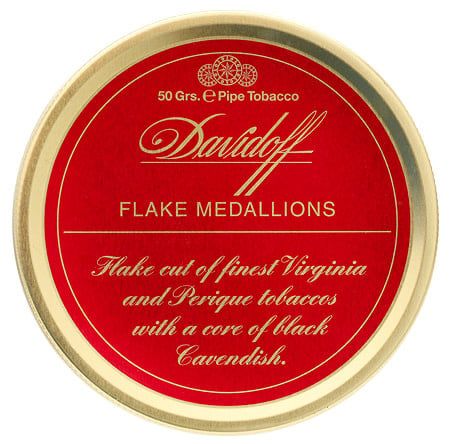 50 Grs. ℮ Pipe Tobacco
Davidoff
FLAKE MEDALLIONS
Flake cut of finest Virginia
and Perique tobaccos
with a core of black
Cavendish.